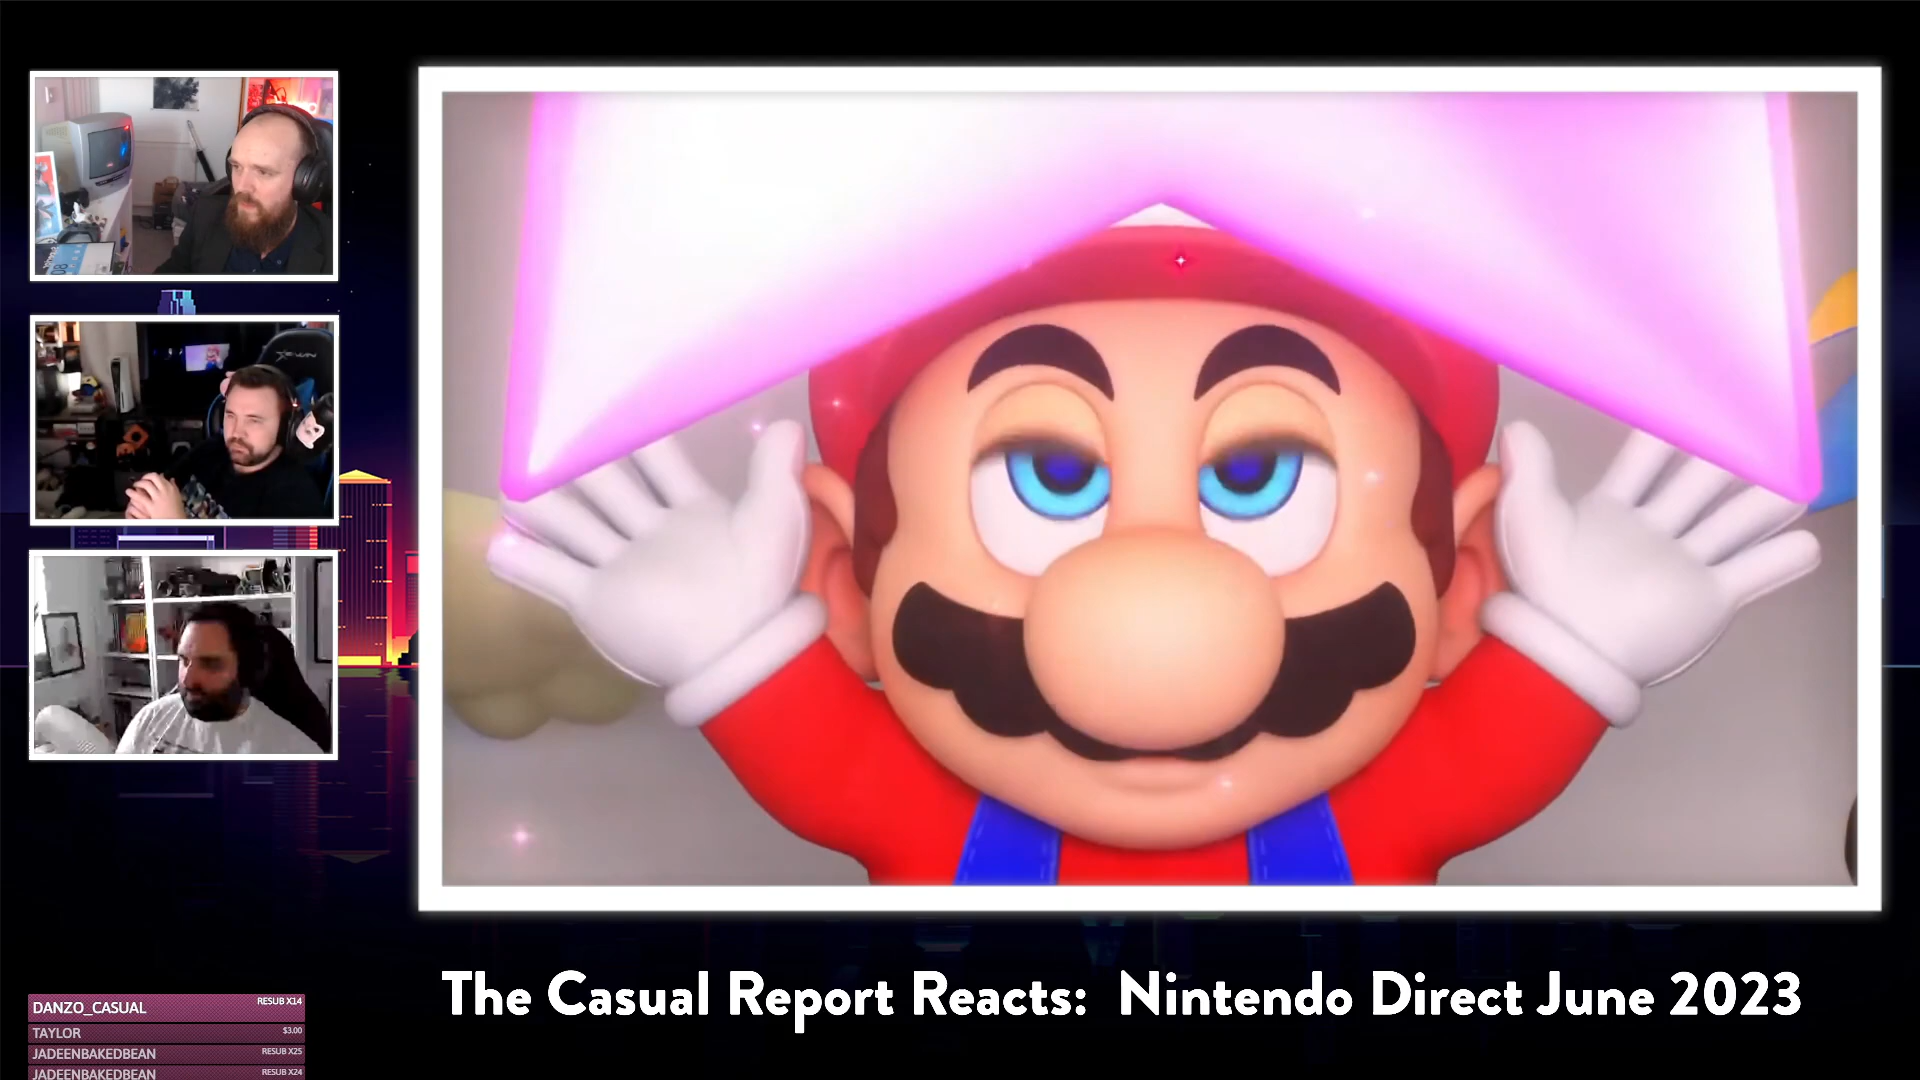 The Casual Report Reacts: Nintendo Direct June 2023
DANZO_CASUAL RESUB X14
TAYLOR $3.00
JADEENBAKEDBEAN RESUB X25
JADEENBAKEDBEAN RESUB X24